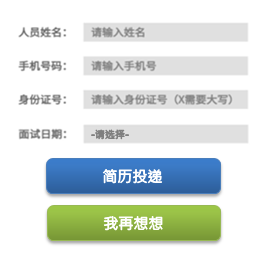 人员姓名： 请输入姓名
手机号码： 请输入手机号
身份证号： 请输入身份证号（X需要大写）
面试日期： -请选择-
简历投递
我再想想